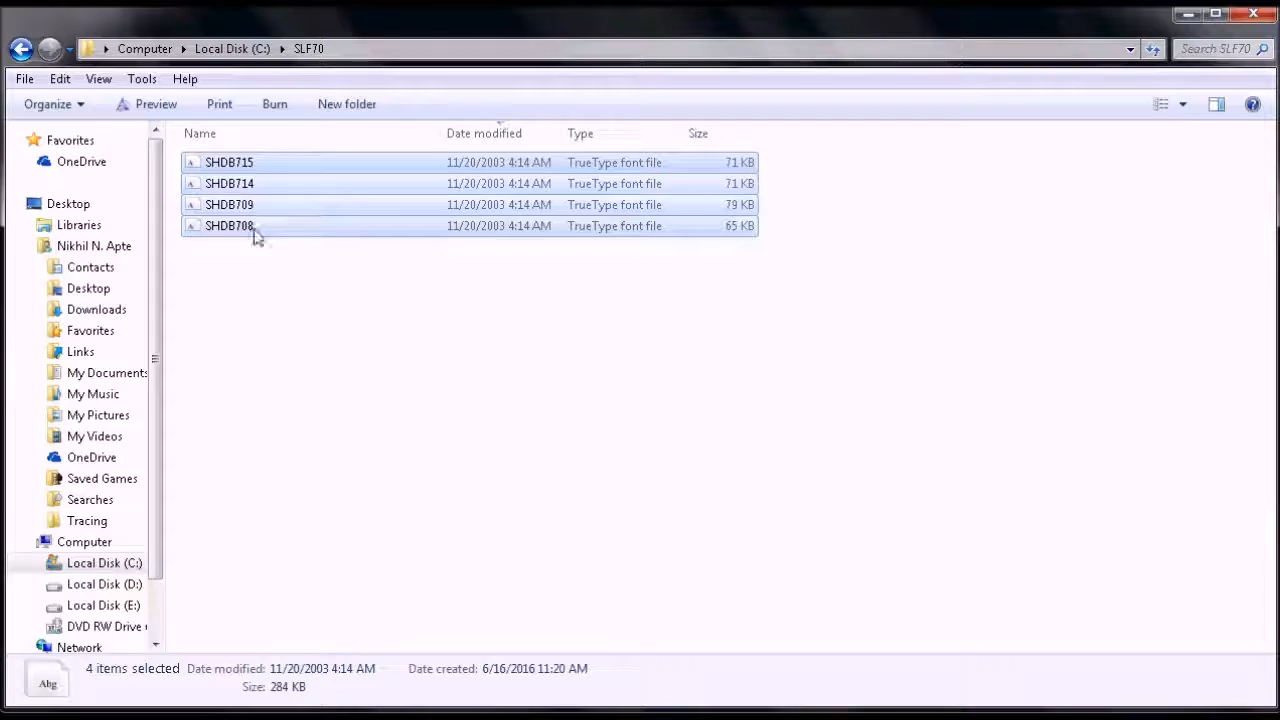 Computer Local Disk (C:) SLF70 Search SLF70
File Edit View Tools Help
Organize Preview Print Burn New folder
Name Date modified Type Size
SHDB715 11/20/2003 4:14 AM TrueType font file 71 KB
SHDB714 11/20/2003 4:14 AM TrueType font file 71 KB
SHDB709 11/20/2003 4:14 AM TrueType font file 79 KB
SHDB708 11/20/2003 4:14 AM TrueType font file 65 KB
Favorites
OneDrive
Desktop
Libraries
Nikhil N. Apte
Contacts
Desktop
Downloads
Favorites
Links
My Documents
My Music
My Pictures
My Videos
OneDrive
Saved Games
Searches
Tracing
Computer
Local Disk (C:)
Local Disk (D:)
Local Disk (E:)
DVD RW Drive
Network
4 items selected Date modified: 11/20/2003 4:14 AM Date created: 6/16/2016 11:20 AM
Size: 284 KB
Abg